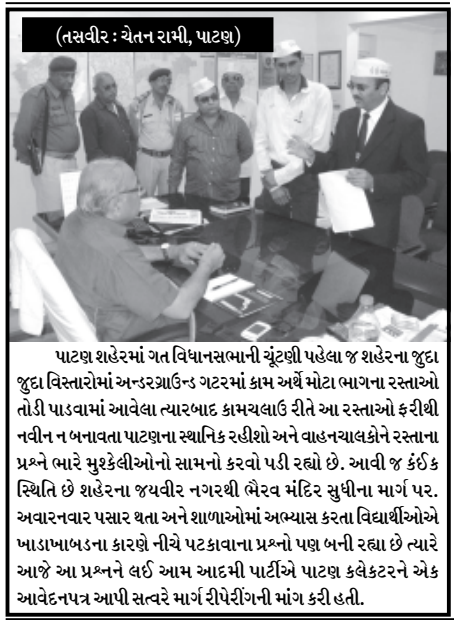 (તસવીર : ચેતન રામી, પાટણ)
પાટણ શહેરમાં ગત વિધાનસભાની ચૂંટણી પહેલા જ શહેરના જુદા
જુદા વિસ્તારોમાં અન્ડરગ્રાઉન્ડ ગટરમાં કામ અર્થે મોટા ભાગના રસ્તાઓ
તોડી પાડવામાં આવેલા ત્યારબાદ કામચલાઉ રીતે આ રસ્તાઓ ફરીથી
નવીન ન બનાવતા પાટણના સ્થાનિક રહીશો અને વાહનચાલકોને રસ્તાના
પ્રશ્ને ભારે મુશ્કેલીઓનો સામનો કરવો પડી રહ્યો છે. આવી જ કંઈક
સ્થિતિ છે શહેરના જયવીર નગરથી ભૈરવ મંદિર સુધીના માર્ગ પર.
અવારનવાર પસાર થતા અને શાળાઓમાં અભ્યાસ કરતા વિદ્યાર્થીઓએ
ખાડાખાબડના કારણે નીચે પટકાવાના પ્રશ્નો પણ બની રહ્યા છે ત્યારે
આજે આ પ્રશ્નને લઈ આમ આદમી પાર્ટીએ પાટણ કલેકટરને એક
આવેદનપત્ર આપી સત્વરે માર્ગ રીપેરીંગની માંગ કરી હતી.